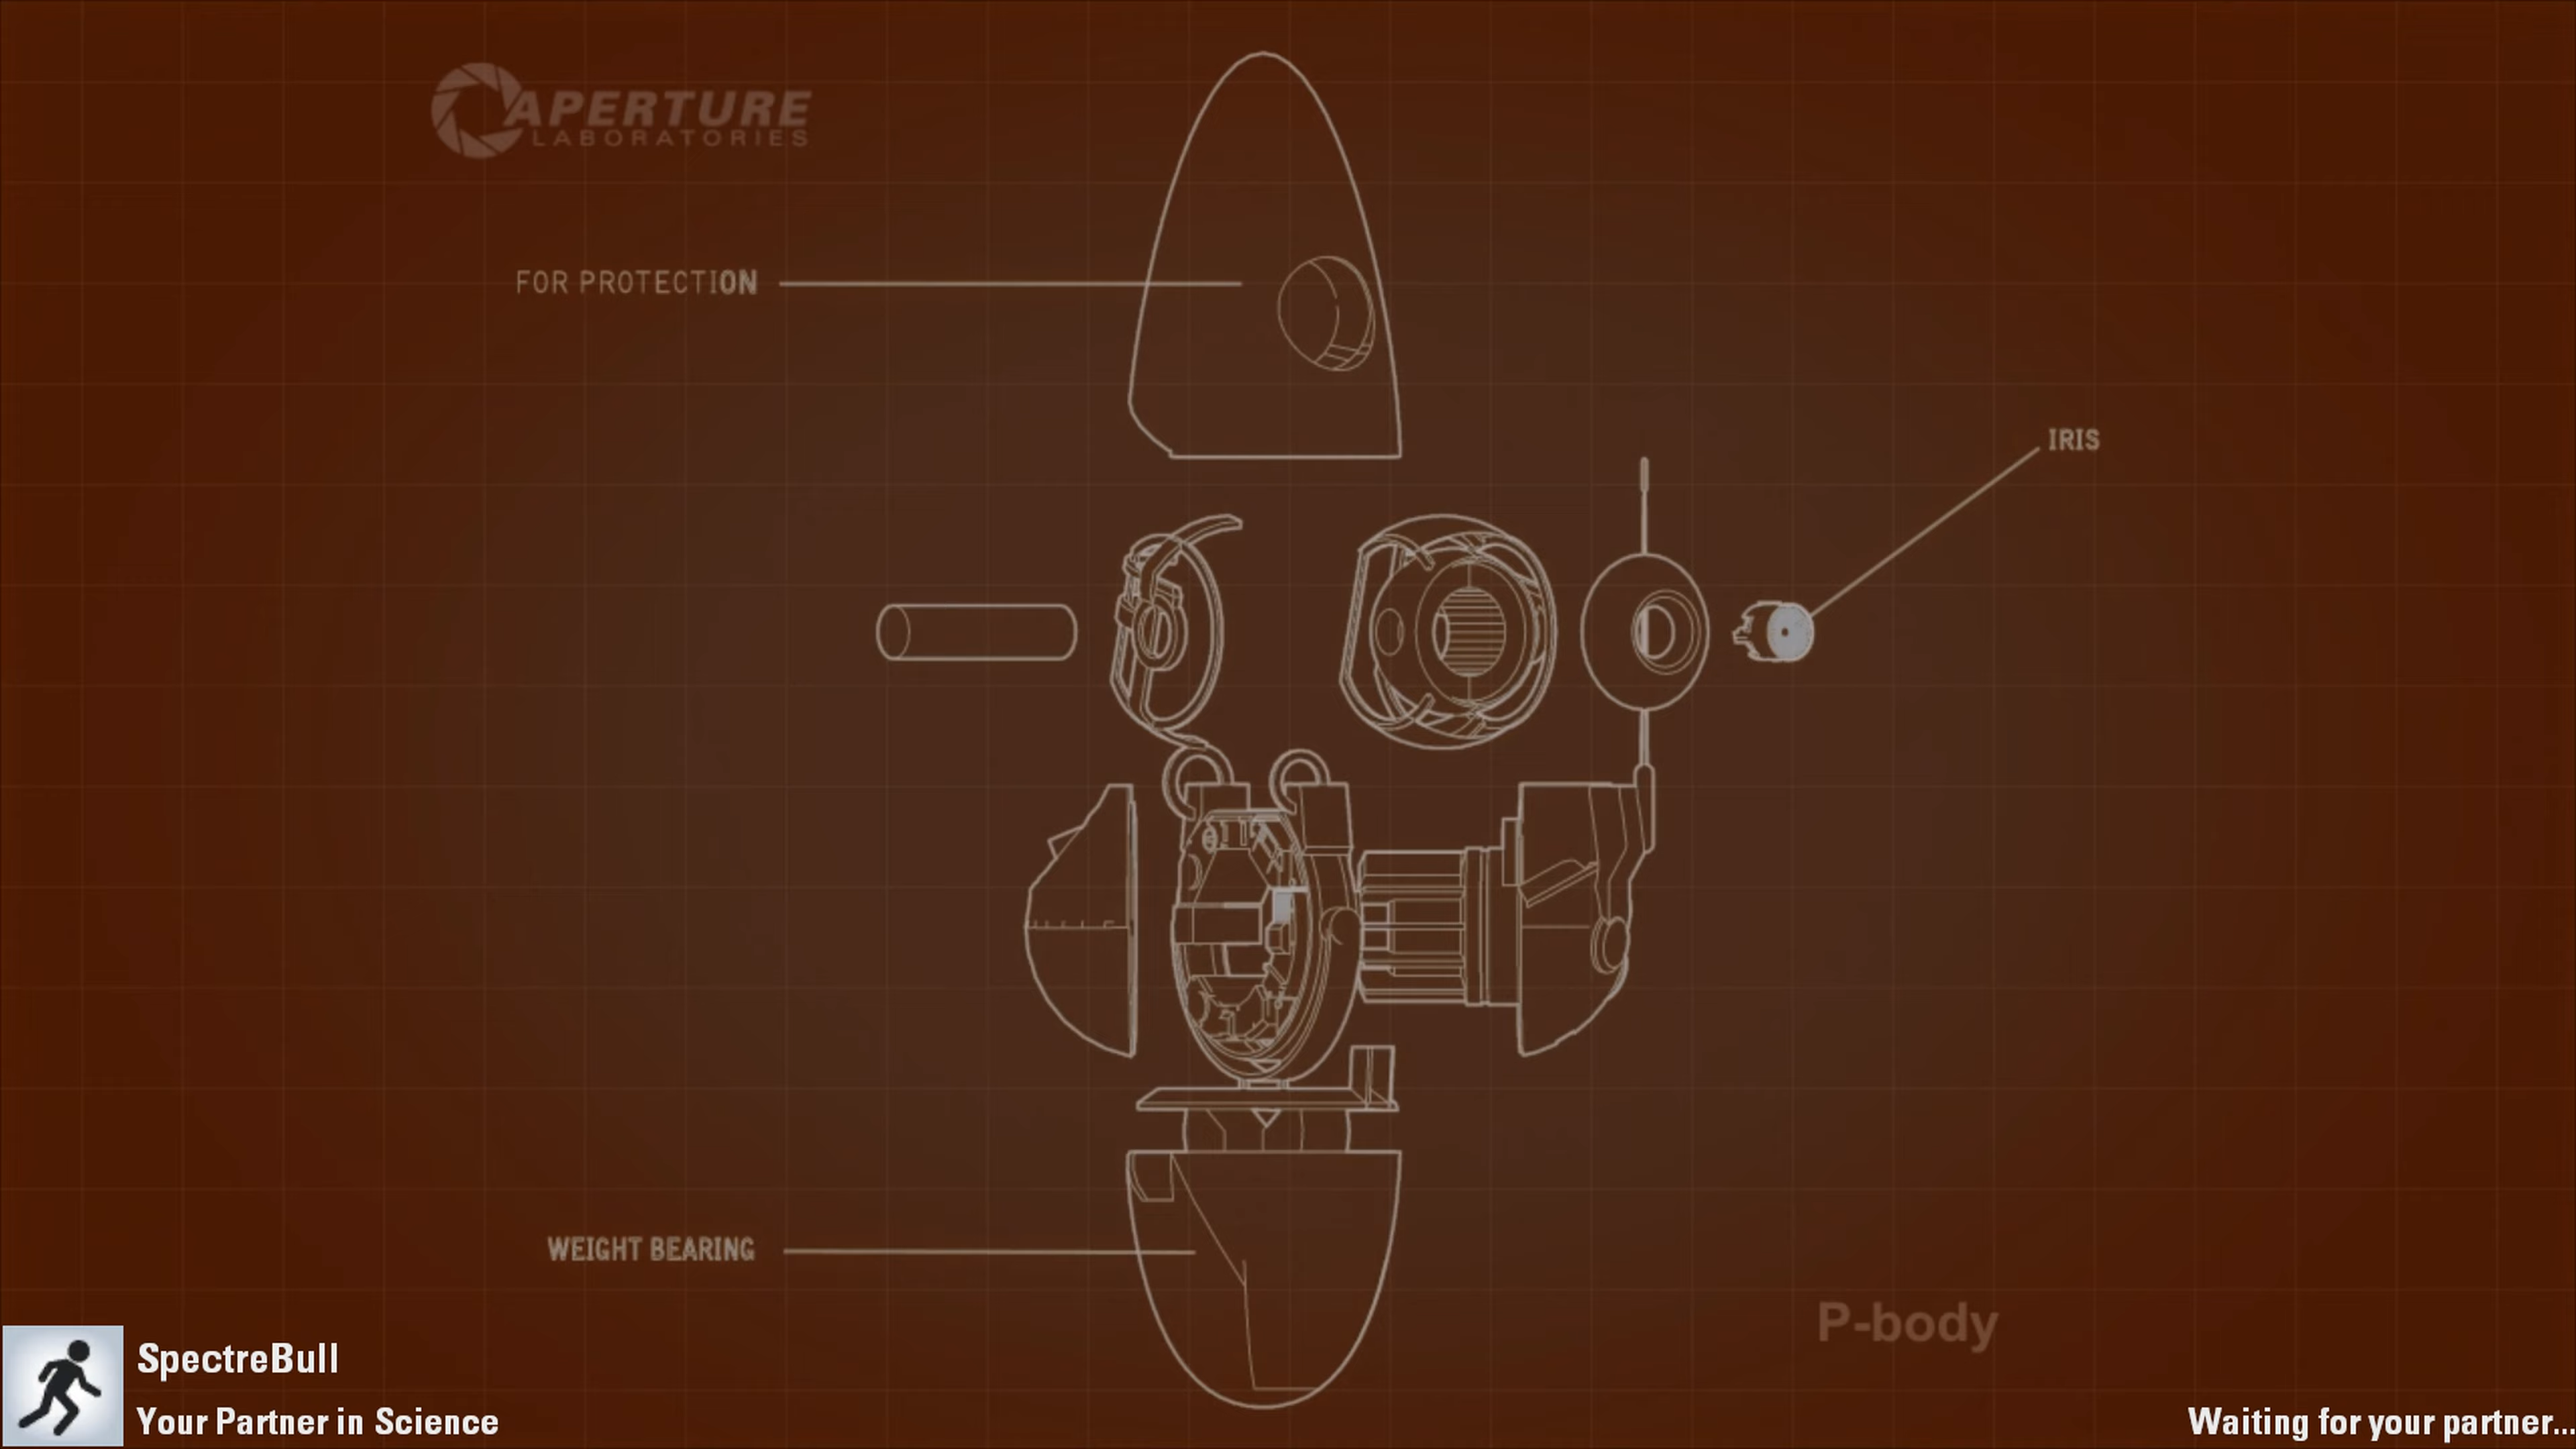 APERTURE
LABORATORIES
FOR PROTECTION
IRIS
WEIGHT BEARING
P-body
SpectreBull
Your Partner in Science
Waiting for your partner...